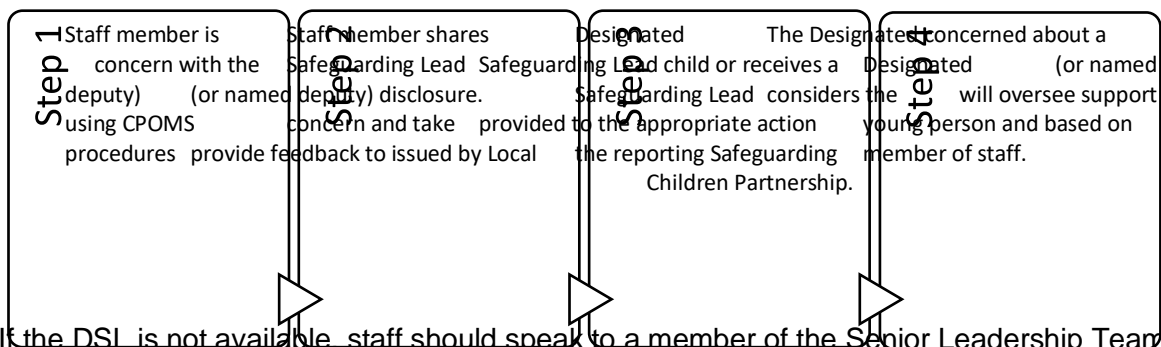 Step 1
Step 2
Step 3
Step 4
Staff member is Staff member shares Designated The Designated concerned about a
concern with the Safeguarding Lead Safeguarding Lead child or receives a Designated (or named
deputy) (or named deputy) disclosure. Safeguarding Lead considers the will oversee support
using CPOMS concern and take provided to the appropriate action young person and based on
procedures provide feedback to issued by Local the reporting Safeguarding member of staff.
Children Partnership.
If the DSL is not available, staff should speak to a member of the Senior Leadership Team